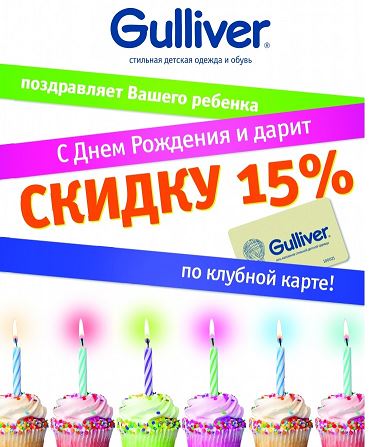 Gulliver®
стильная детская одежда и обувь
поздравляет Вашего ребенка
С Днем Рождения и дарит
СКИДКУ 15%
Gulliver
по клубной карте!